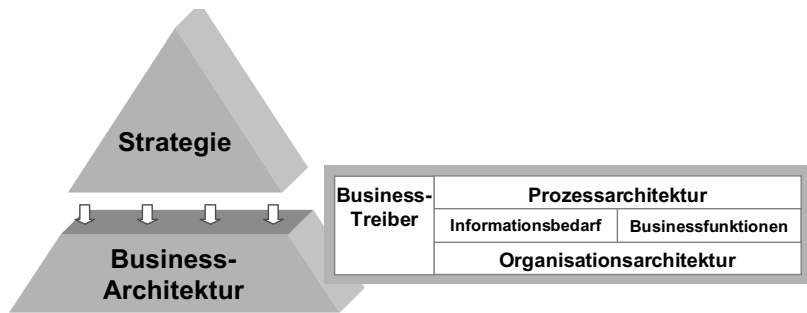 Strategie
Business-
Architektur
Business-
Treiber
Prozessarchitektur
Informationsbedarf
Businessfunktionen
Organisationsarchitektur